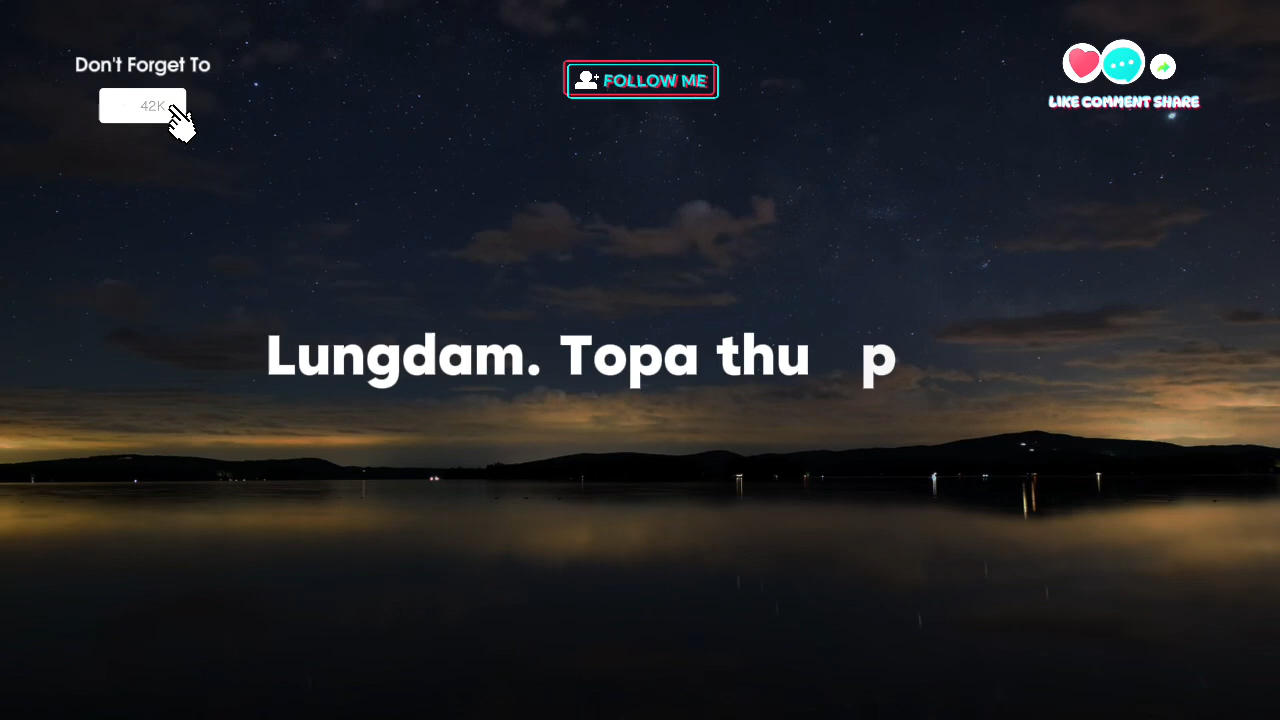 Don't Forget To
42K
FOLLOW ME
LIKE COMMENT SHARE
Lungdam. Topa thu p